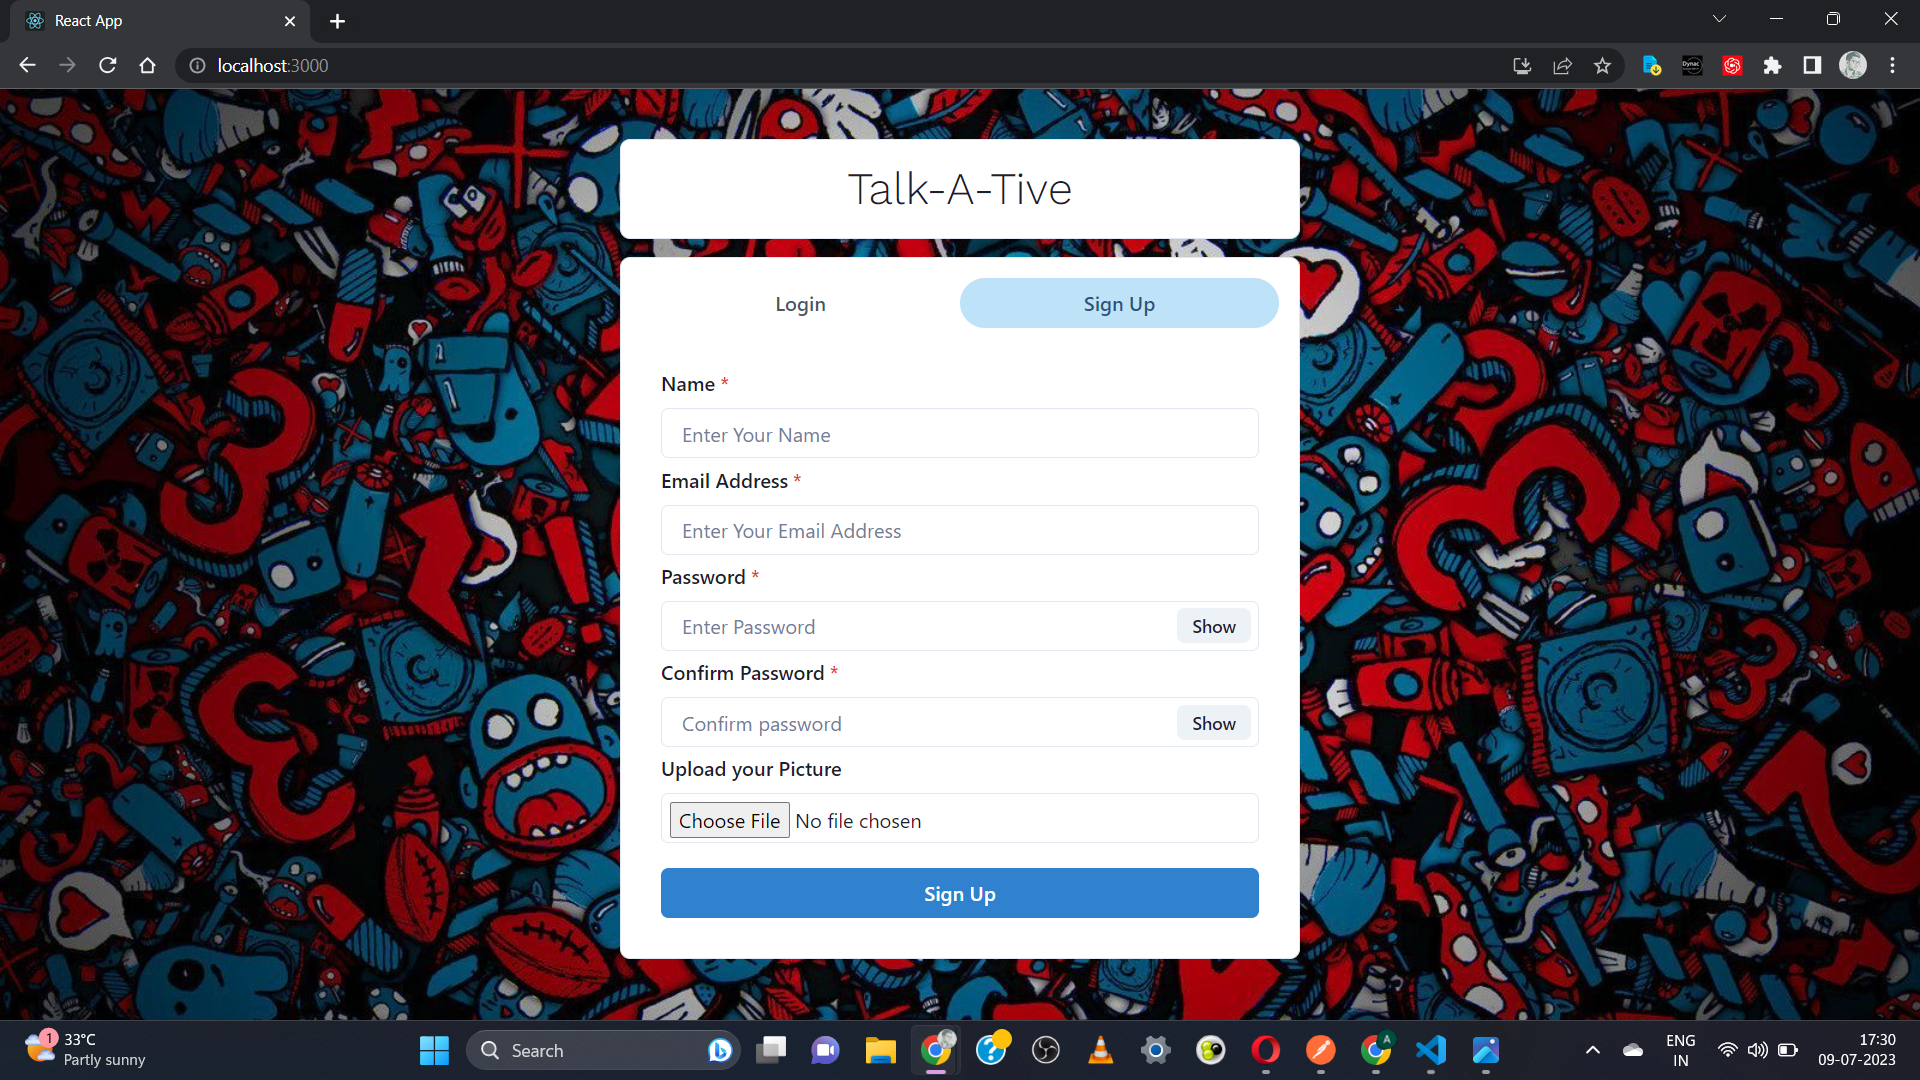 React App
localhost:3000
Talk-A-Tive
Login
Sign Up
Name *
Enter Your Name
Email Address *
Enter Your Email Address
Password *
Enter Password
Show
Confirm Password *
Confirm password
Show
Upload your Picture
Choose File No file chosen
Sign Up
1
33°C
Partly sunny
Search
A
ENG
IN
17:30
09-07-2023